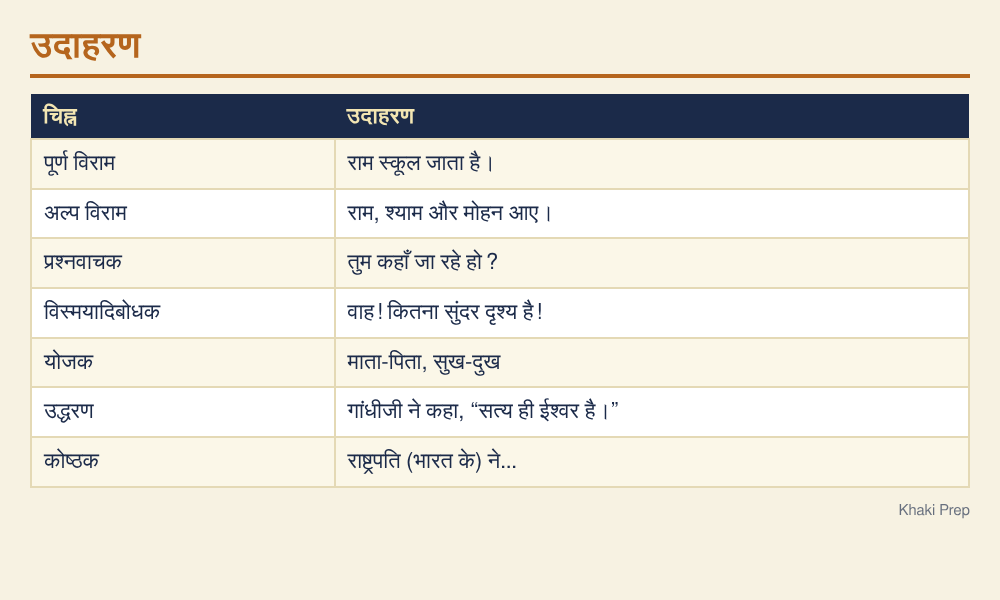 उदाहरण
चिह्न उदाहरण
पूर्ण विराम राम स्कूल जाता है।
अल्प विराम राम, श्याम और मोहन आए।
प्रश्नवाचक तुम कहाँ जा रहे हो?
विस्मयादिबोधक वाह! कितना सुंदर दृश्य है!
योजक माता-पिता, सुख-दुख
उद्धरण गांधीजी ने कहा, “सत्य ही ईश्वर है।”
कोष्ठक राष्ट्रपति (भारत के) ने...
Khaki Prep